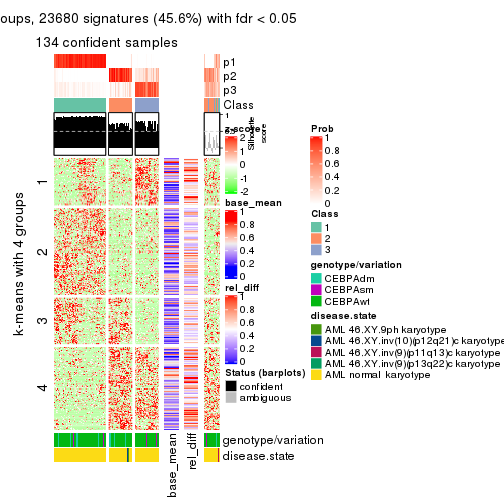 oups, 23680 signatures (45.6%) with fdr < 0.05
134 confident samples
p1
p2
p3
Class
1
0.5
0
Silhouette
score
z-score
2
1
0
-1
-2
base_mean
1
0.8
0.6
0.4
0.2
0
rel_diff
1
0.8
0.6
0.4
0.2
0
Status (barplots)
confident
ambiguous
Prob
1
0.8
0.6
0.4
0.2
0
Class
1
2
3
genotype/variation
CEBPAdm
CEBPAsm
CEBPAwt
disease.state
AML 46.XY.9ph karyotype
AML 46.XY.inv(10)(p12q21)c karyotype
AML 46.XY.inv(9)(p11q13)c karyotype
AML 46.XY.inv(9)(p13q22)c karyotype
AML normal karyotype
k-means with 4 groups
1
2
3
4
genotype/variation
disease.state
base_mean
rel_diff